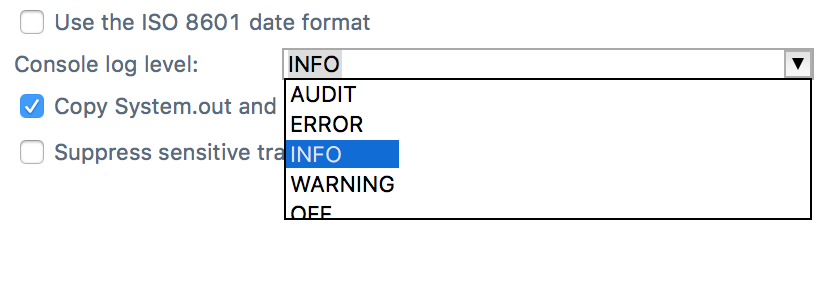 Use the ISO 8601 date format
Console log level: INFO
AUDIT
Copy System.out and
ERROR
Suppress sensitive tra
INFO
WARNING
OFF